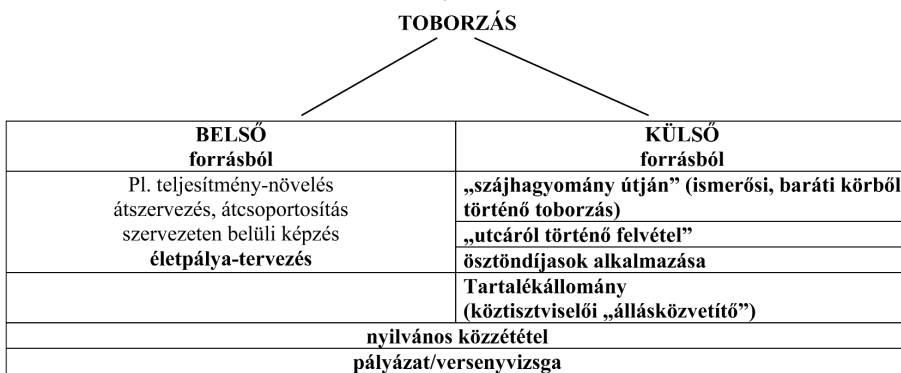 TOBORZÁS
BELSŐ
forrásból
KÜLSŐ
forrásból
Pl. teljesítmény-növelés
átszervezés, átcsoportosítás
szervezeten belüli képzés
életpálya-tervezés
„szájhagyomány útján” (ismerősi, baráti körből
történő toborzás)
„utcáról történő felvétel”
ösztöndíjasok alkalmazása
Tartalékállomány
(köztisztviselői „állásközvetítő”)
nyilvános közzététel
pályázat/versenyvizsga